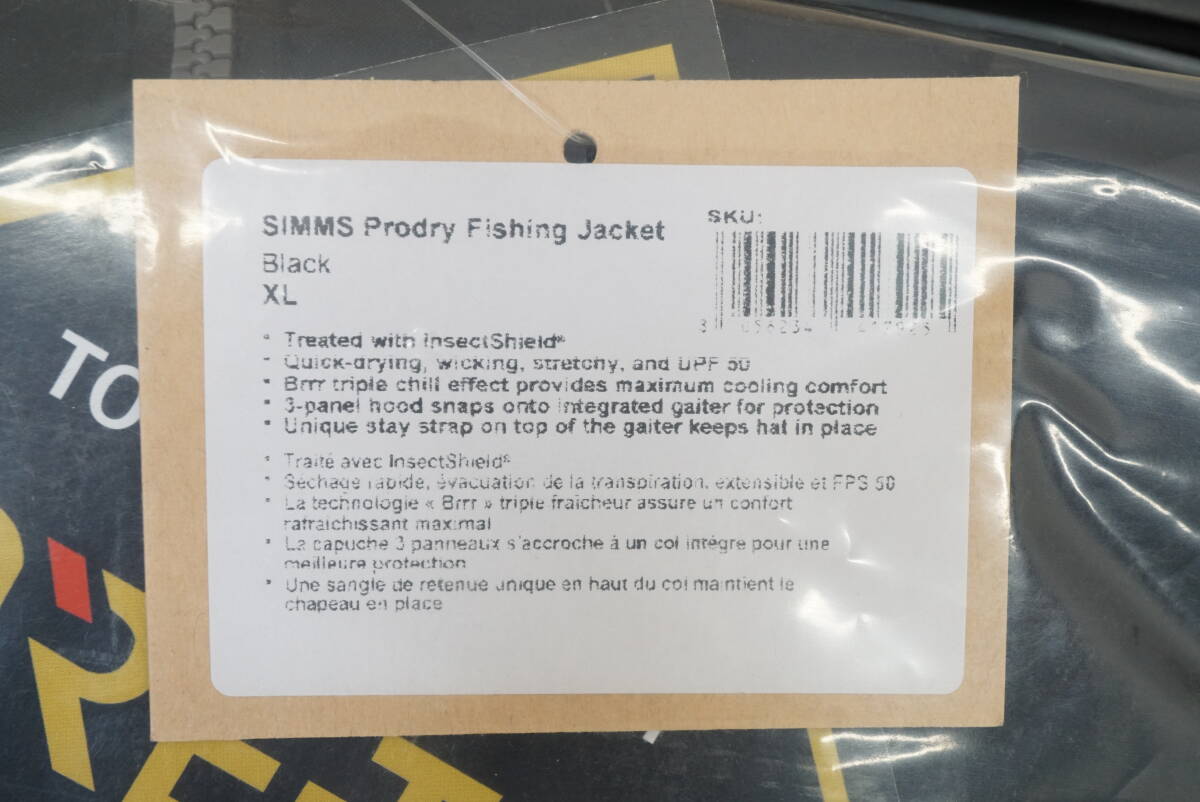 SIMMS Prodry Fishing Jacket
Black
XL
SKU:
• Treated with InsectShield®
• Quick-drying, wicking, stretchy, and UPF 50
• Brrr triple chill effect provides maximum cooling comfort
• 3-panel hood snaps onto integrated gaiter for protection
• Unique stay strap on top of the gaiter keeps hat in place
• Traité avec InsectShield®
• Séchage rapide, évacuation de la transpiration, extensible et FPS 50
• La technologie « Brrr » triple fraîcheur assure un confort
rafraîchissant maximal
• La capuche 3 panneaux s'accroche à un col intégré pour une
meilleure protection
• Une sangle de retenue unique en haut du col maintient le
chapeau en place
TO